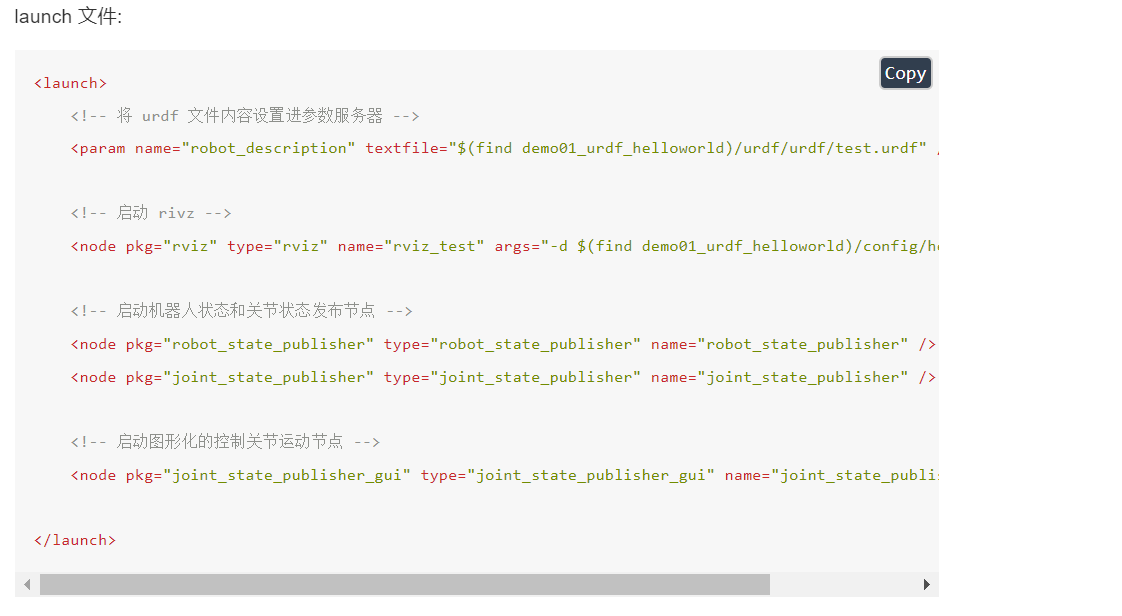 launch 文件:
Copy
<launch>
<!-- 将 urdf 文件内容设置进参数服务器 -->
<param name="robot_description" textfile="$(find demo01_urdf_helloworld)/urdf/urdf/test.urdf" /
<!-- 启动 rivz -->
<node pkg="rviz" type="rviz" name="rviz_test" args="-d $(find demo01_urdf_helloworld)/config/
<!-- 启动机器人状态和关节状态发布节点 -->
<node pkg="robot_state_publisher" type="robot_state_publisher" name="robot_state_publisher" />
<node pkg="joint_state_publisher" type="joint_state_publisher" name="joint_state_publisher" />
<!-- 启动图形化的控制关节运动节点 -->
<node pkg="joint_state_publisher_gui" type="joint_state_publisher_gui" name="joint_state_publi
</launch>